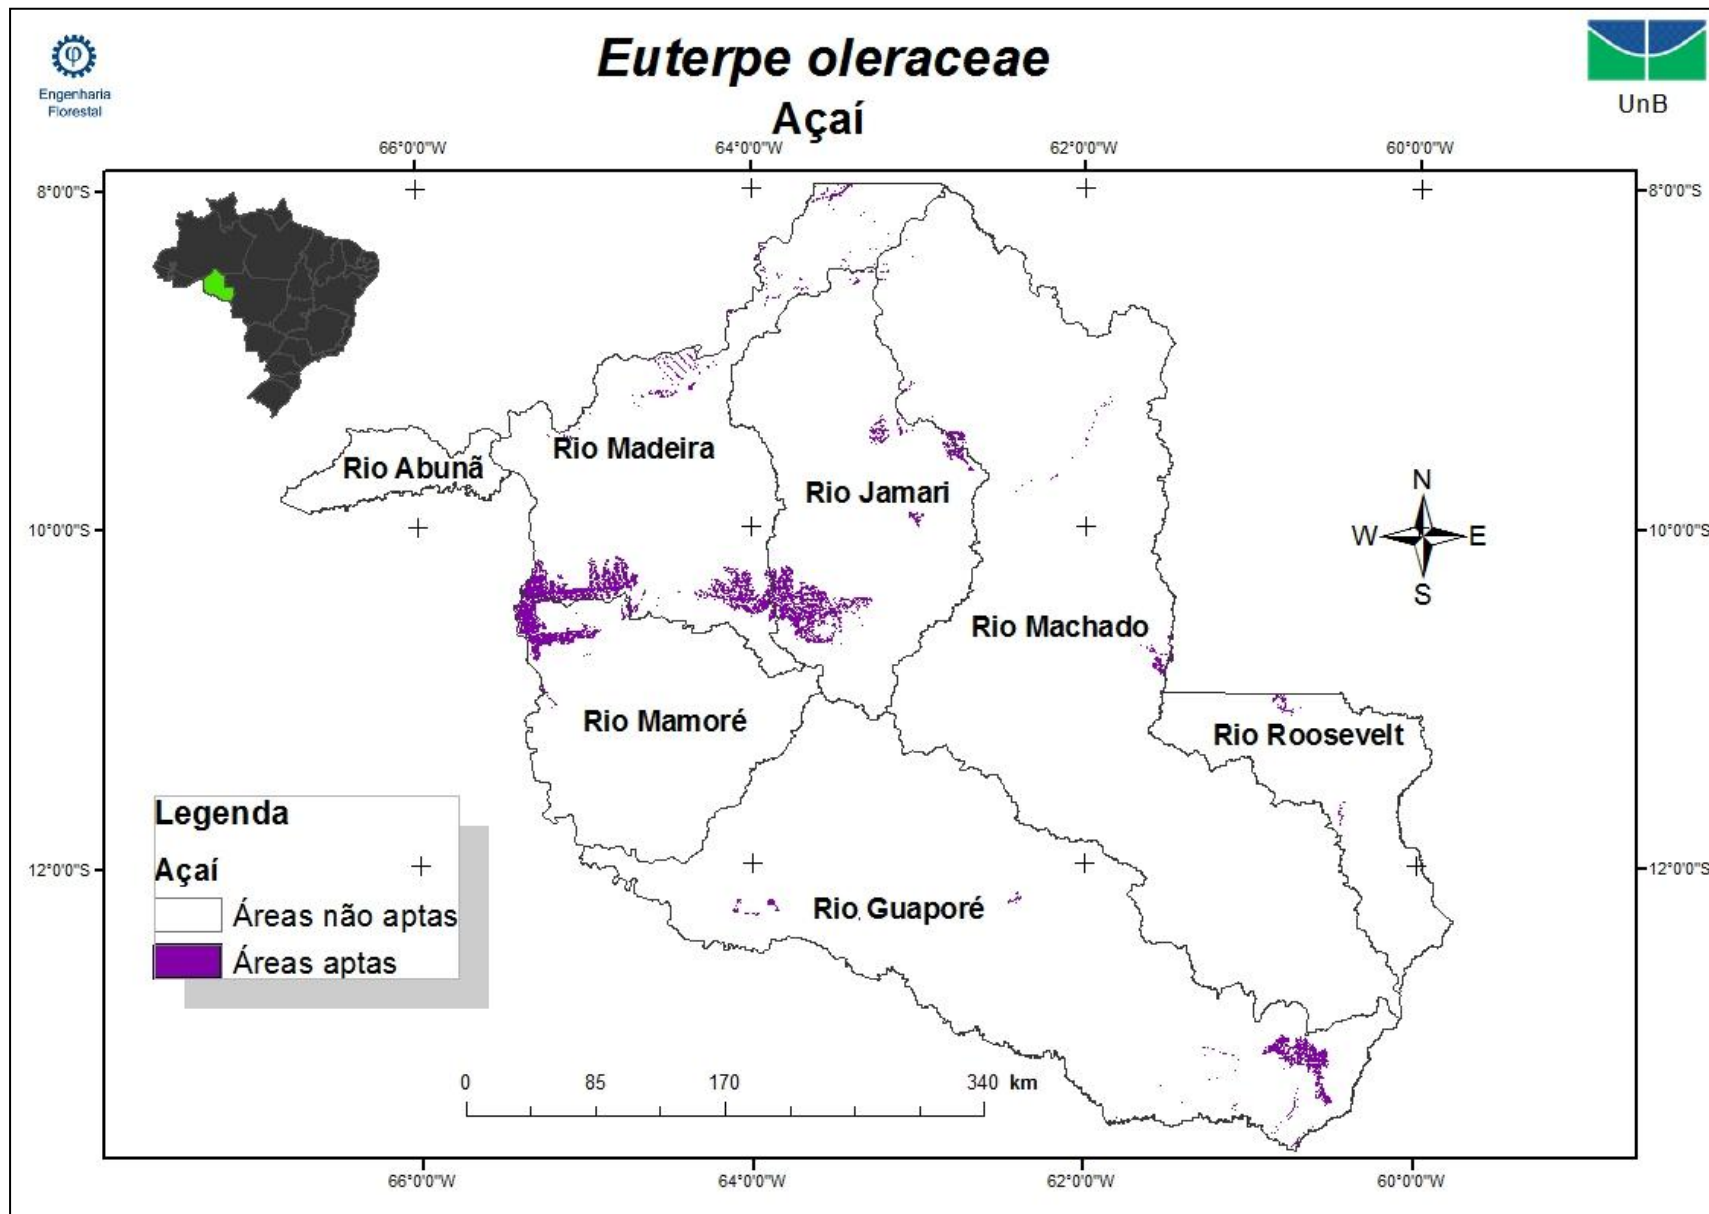 Euterpe oleraceae
Açaí
Engenharia
Florestal
UnB
66°0'0"W
64°0'0"W
62°0'0"W
60°0'0"W
8°0'0"S
8°0'0"S
Rio Madeira
Rio Abunã
Rio Jamari
N
W
E
S
10°0'0"S
10°0'0"S
Rio Machado
Rio Mamoré
Rio Roosevelt
Legenda
Açaí
Áreas não aptas
Áreas aptas
12°0'0"S
12°0'0"S
Rio Guaporé
0 85 170 340 km
66°0'0"W
64°0'0"W
62°0'0"W
60°0'0"W